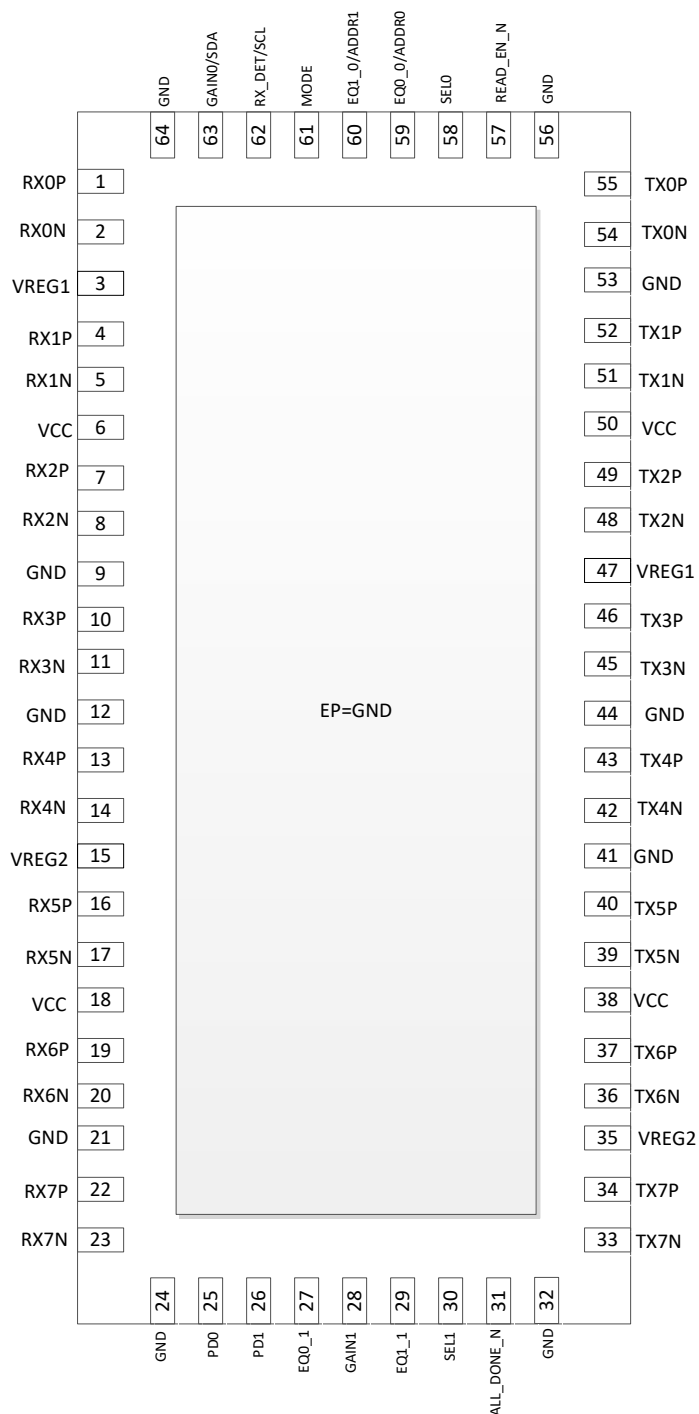 GND
GAIN0/SDA
RX_DET/SCL
MODE
EQ1_0/ADDR1
EQ0_0/ADDR0
SEL0
READ_EN_N
GND
64
63
62
61
60
59
58
57
56
RX0P 1
55 TX0P
RX0N 2
54 TX0N
VREG1 3
53 GND
RX1P 4
52 TX1P
RX1N 5
51 TX1N
VCC 6
50 VCC
RX2P 7
49 TX2P
RX2N 8
48 TX2N
GND 9
47 VREG1
RX3P 10
46 TX3P
RX3N 11
45 TX3N
GND 12
EP=GND
44 GND
RX4P 13
43 TX4P
RX4N 14
42 TX4N
VREG2 15
41 GND
RX5P 16
40 TX5P
RX5N 17
39 TX5N
VCC 18
38 VCC
RX6P 19
37 TX6P
RX6N 20
36 TX6N
GND 21
35 VREG2
RX7P 22
34 TX7P
RX7N 23
33 TX7N
24
25
26
27
28
29
30
31
32
GND
PD0
PD1
EQ0_1
GAIN1
EQ1_1
SEL1
ALL_DONE_N
GND